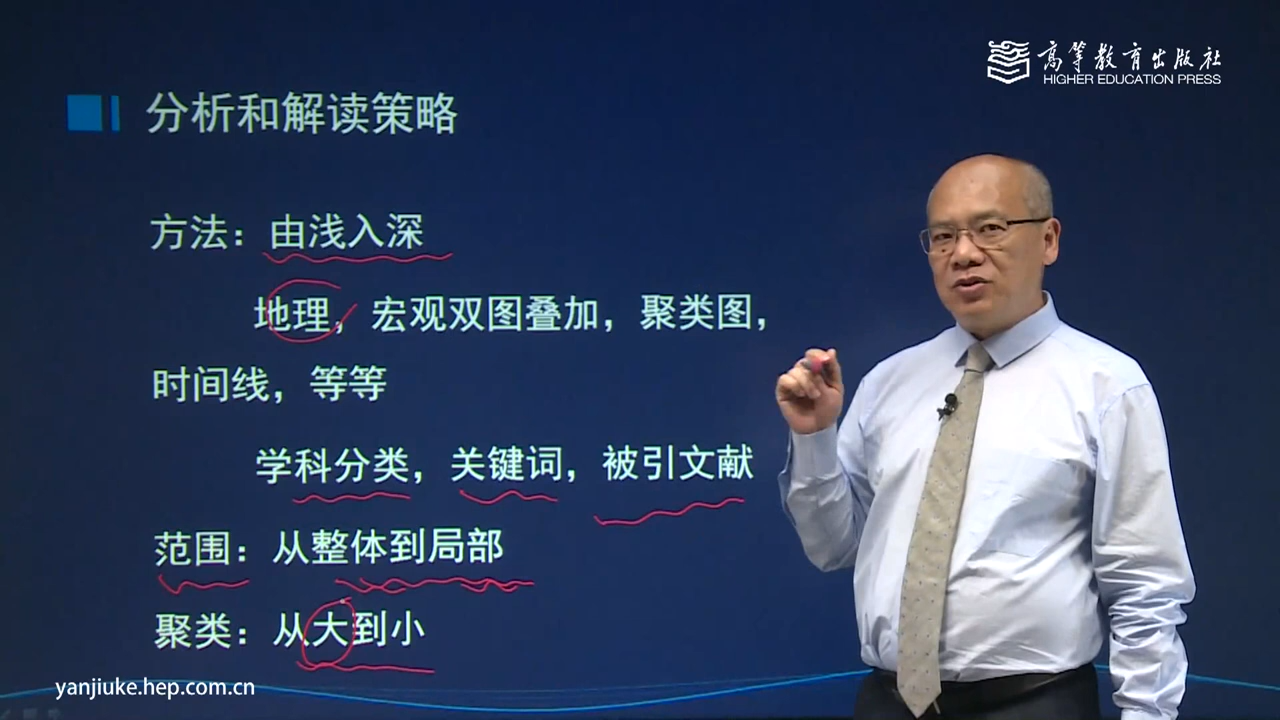 高等教育出版社
HIGHER EDUCATION PRESS
分析和解读策略
方法：由浅入深
地理，宏观双图叠加，聚类图，
时间线，等等
学科分类，关键词，被引文献
范围：从整体到局部
聚类：从大到小
yanjiuke.hep.com.cn